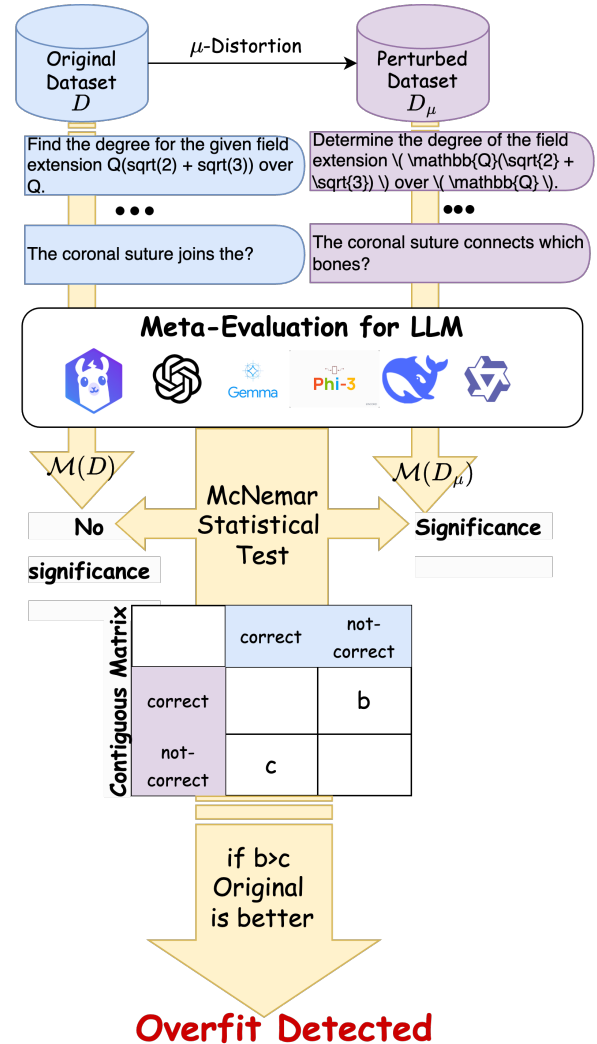 Original
Dataset
D
μ-Distortion
Perturbed
Dataset
D_μ
Find the degree for the given field
extension Q(sqrt(2) + sqrt(3)) over
Q.
Determine the degree of the field
extension \( \mathbb{Q}(\sqrt{2} +
\sqrt{3}) \) over \( \mathbb{Q} \).
The coronal suture joins the?
The coronal suture connects which
bones?
Meta-Evaluation for LLM
Gemma
Phi-3
M(D)
M(D_μ)
McNemar
Statistical
Test
No
significance
Significance
Contiguous Matrix
correct
not-
correct
correct
b
not-
correct
c
if b>c
Original
is better
Overfit Detected